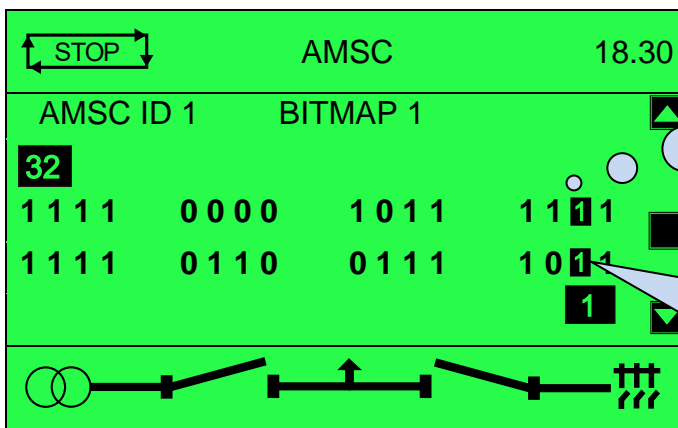 STOP AMSC 18.30
AMSC ID 1 BITMAP 1
32
1 1 1 1 0 0 0 0 1 0 1 1 1 1 1 1
1 1 1 1 0 1 1 0 0 1 1 1 1 0 1 1
1